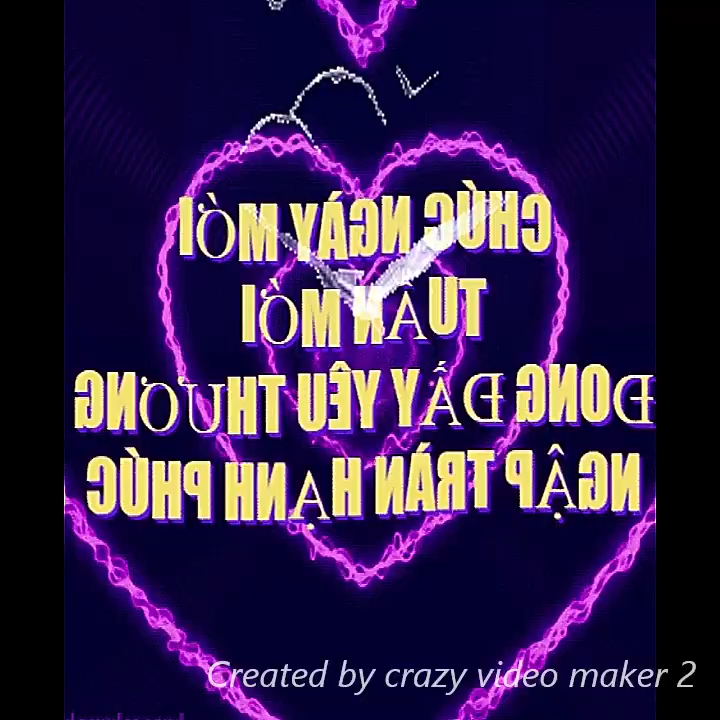 CHÚC NGÀY MỚI
TUẦN MỚI
ĐONG ĐẦY YÊU THƯƠNG
NGẬP TRÀN HẠNH PHÚC
Created by crazy video maker 2